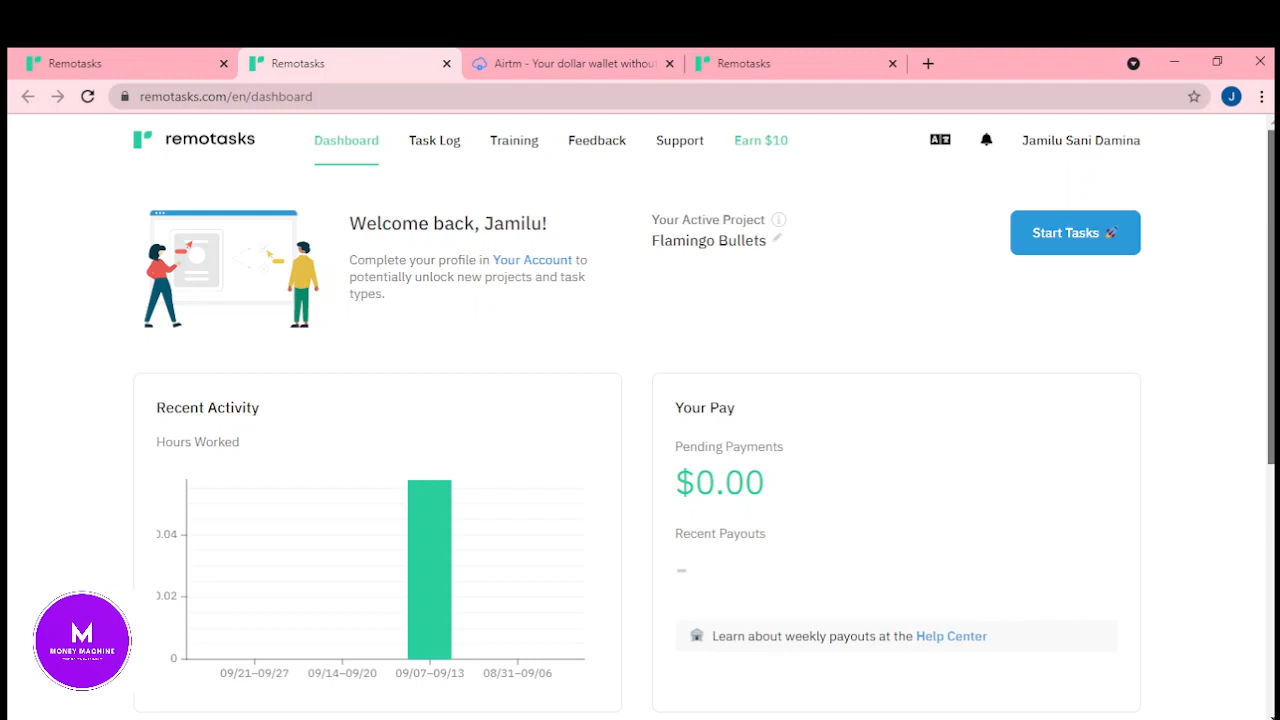 Remotasks
Remotasks
Airtm - Your dollar wallet withou
Remotasks
remotasks.com/en/dashboard
J
remotasks
Dashboard
Task Log
Training
Feedback
Support
Earn $10
Jamilu Sani Damina
Welcome back, Jamilu!
Complete your profile in Your Account to
potentially unlock new projects and task
types.
Your Active Project
Flamingo Bullets
Start Tasks
Recent Activity
Hours Worked
0.04
0.02
0
09/21–09/27
09/14–09/20
09/07–09/13
08/31–09/06
Your Pay
Pending Payments
$0.00
Recent Payouts
–
Learn about weekly payouts at the Help Center
M
MONEY MACHINE